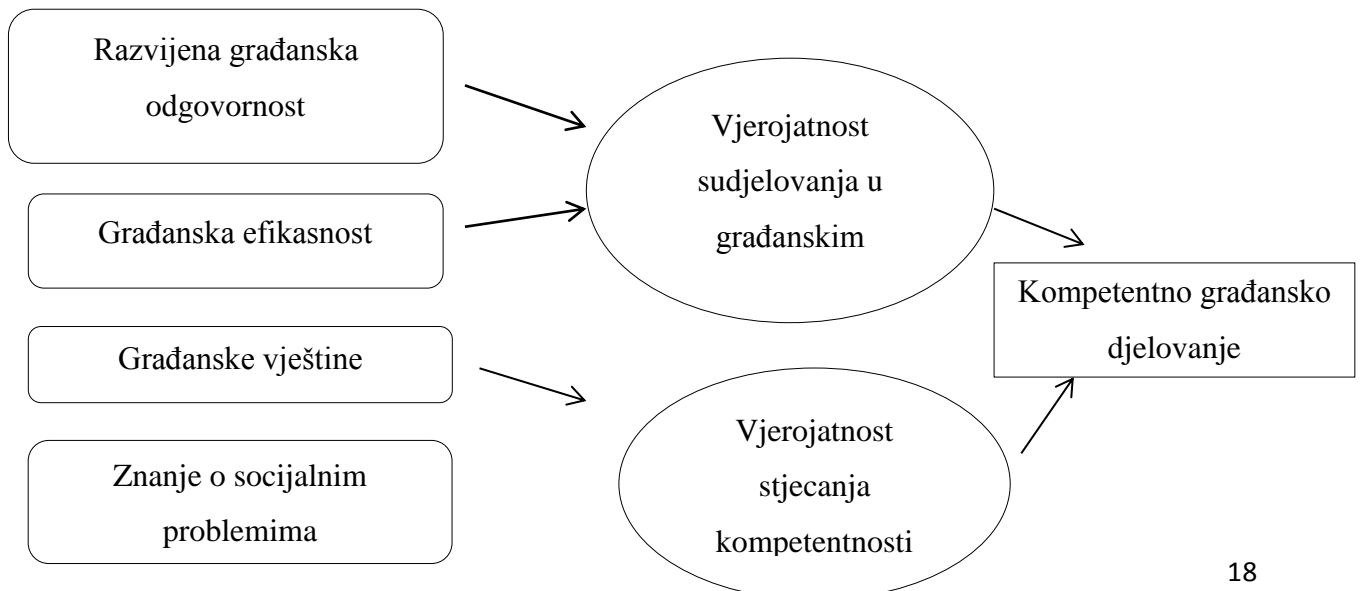 Razvijena građanska
odgovornost
Građanska efikasnost
Građanske vještine
Znanje o socijalnim
problemima
Vjerojatnost
sudjelovanja u
građanskim
Vjerojatnost
stjecanja
kompetentnosti
Kompetentno građansko
djelovanje
18